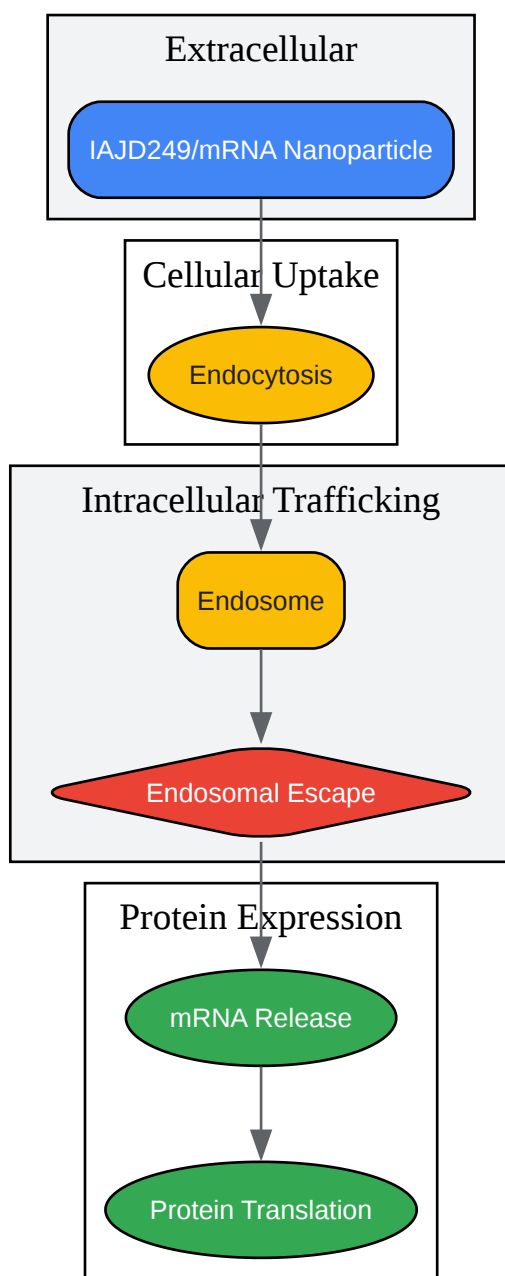 Extracellular
IAJD249/mRNA Nanoparticle
Cellular Uptake
Endocytosis
Intracellular Trafficking
Endosome
Endosomal Escape
Protein Expression
mRNA Release
Protein Translation